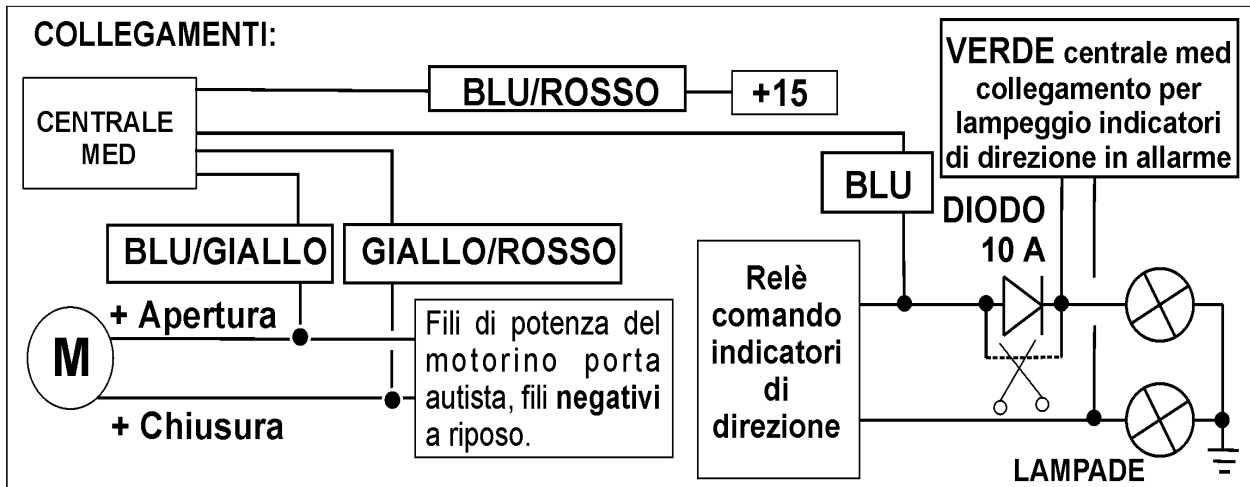 COLLEGAMENTI:
CENTRALE
MED
BLU/ROSSO
+15
VERDE centrale med
collegamento per
lampeggio indicatori
di direzione in allarme
BLU
DIODO
10 A
BLU/GIALLO
GIALLO/ROSSO
+ Apertura
M
+ Chiusura
Fili di potenza del
motorino porta
autista, fili negativi
a riposo.
Relè
comando
indicatori
di
direzione
LAMPADE